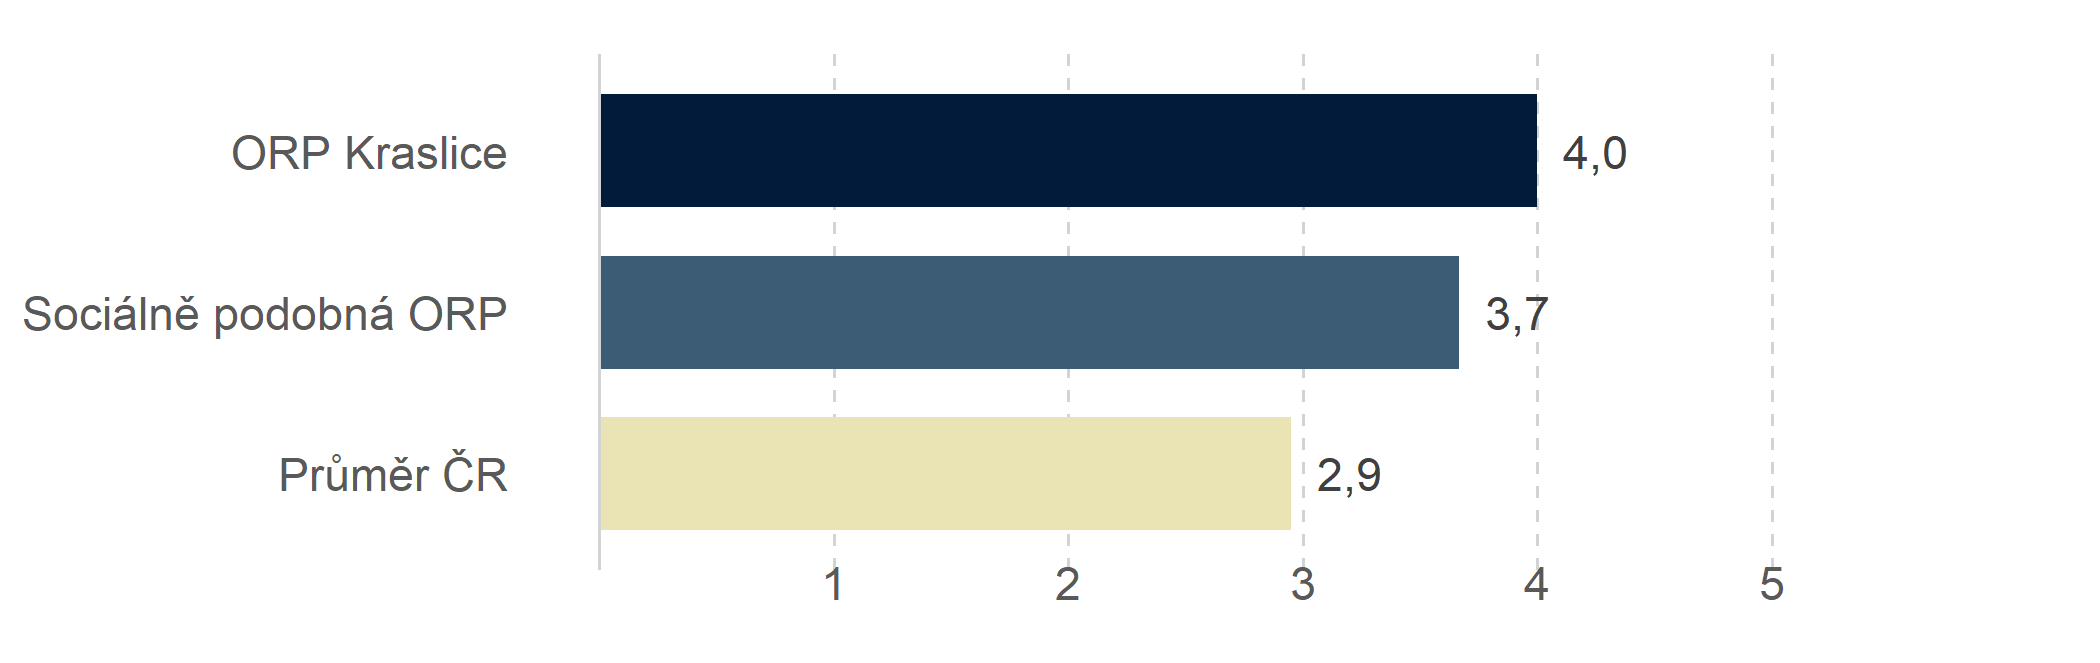 ORP Kraslice 4,0
Sociálně podobná ORP 3,7
Průměr ČR 2,9
1 2 3 4 5